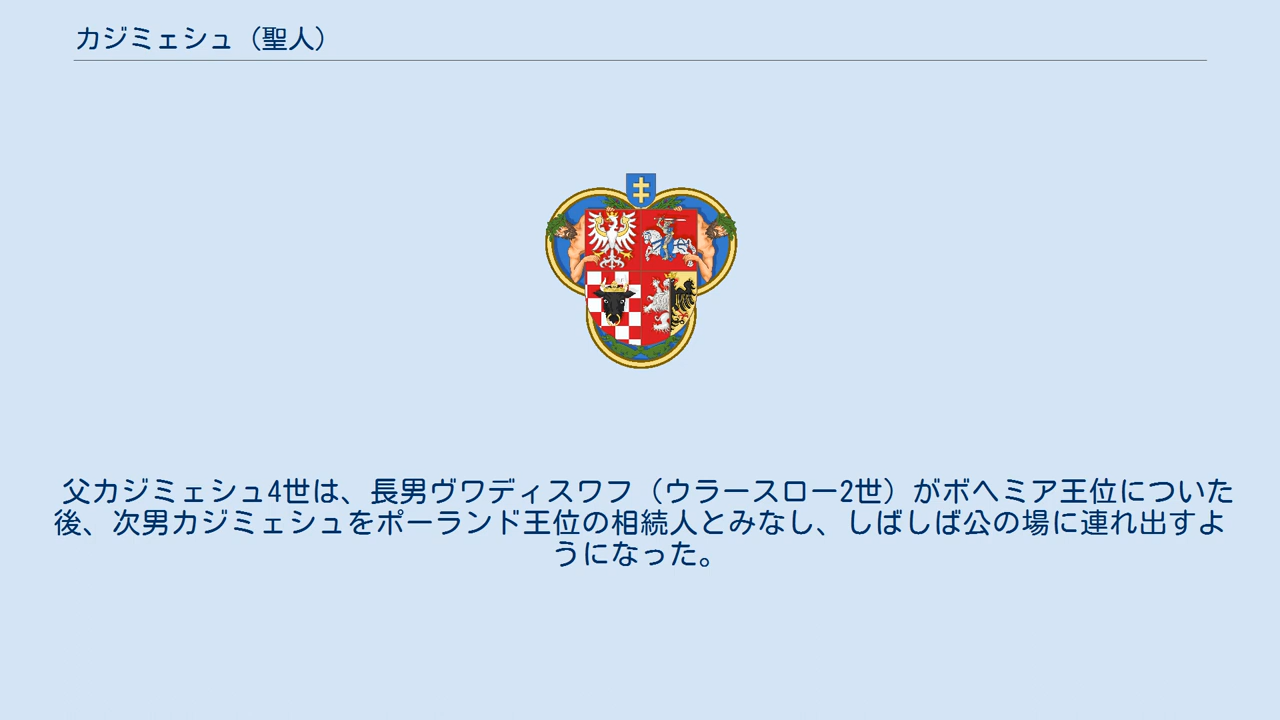 カジミェシュ（聖人）
父カジミェシュ4世は、長男ヴワディスワフ（ウラースロー2世）がボヘミア王位についた
後、次男カジミェシュをポーランド王位の相続人とみなし、しばしば公の場に連れ出すよ
うになった。